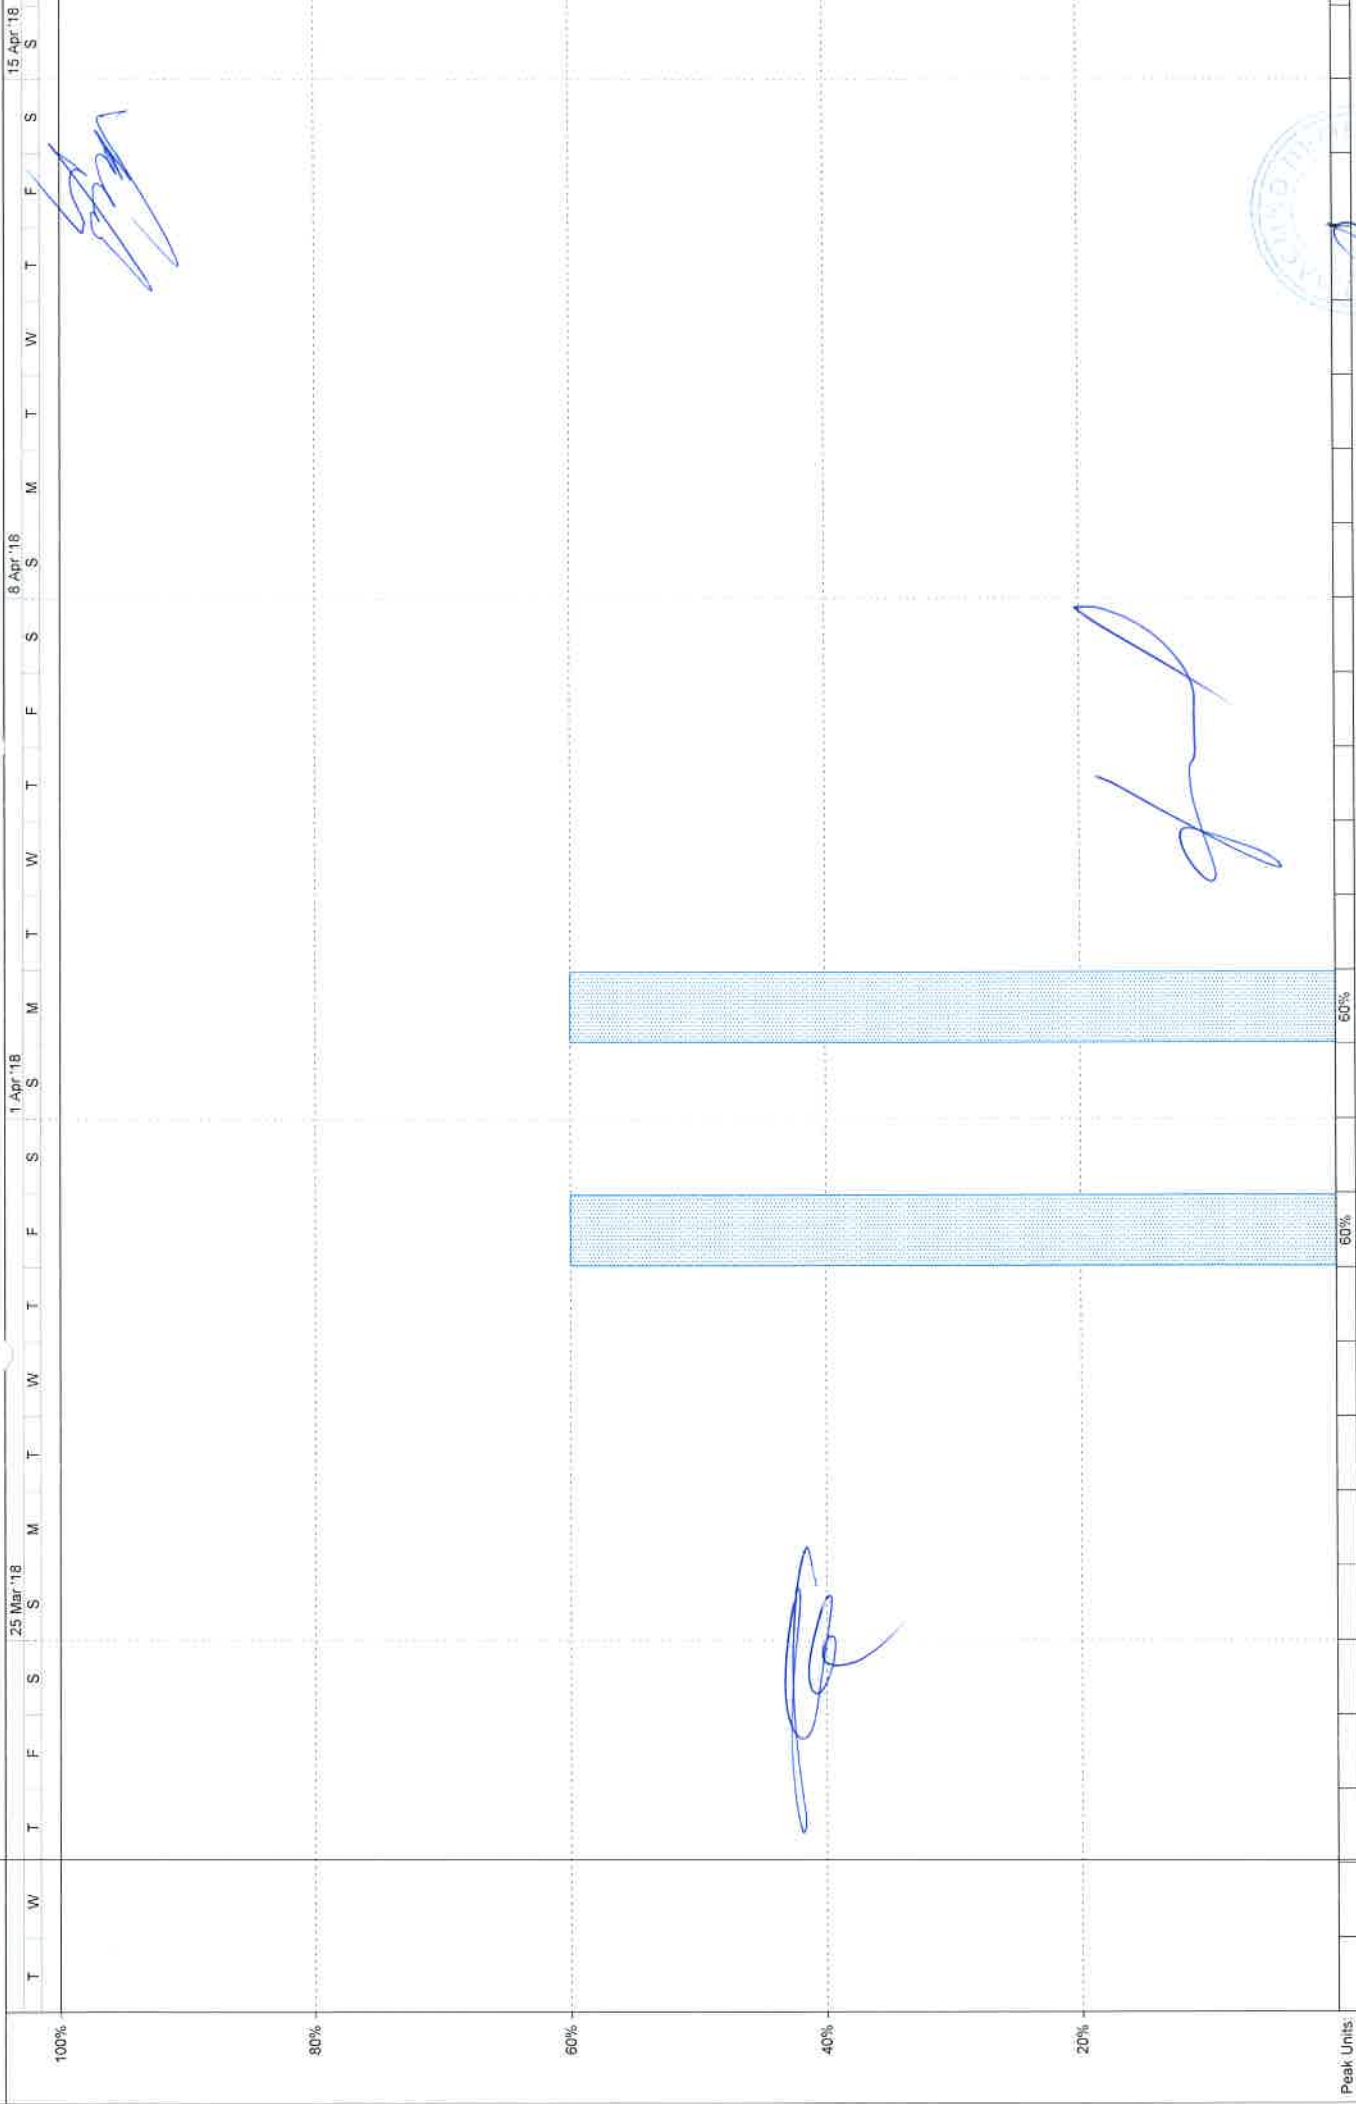 25 Mar '18 1 Apr '18 8 Apr '18 15 Apr '18
T W T F S S M T W T F S S M T W T F S S M T W T F S S
100%
80%
60%
40%
20%
Peak Units: 60% 60%